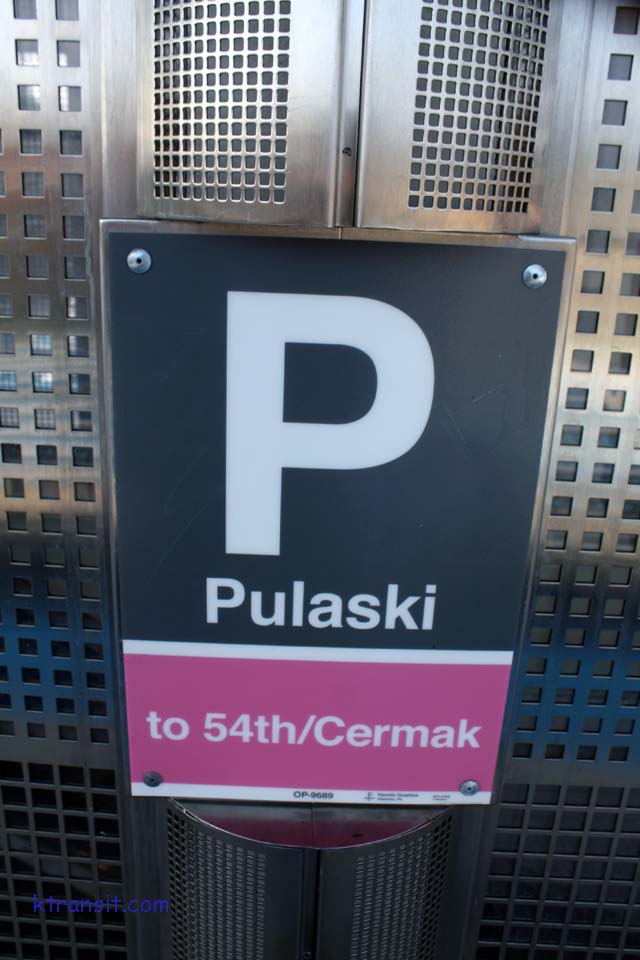 P
Pulaski
to 54th/Cermak
OP-9689
ktransit.com